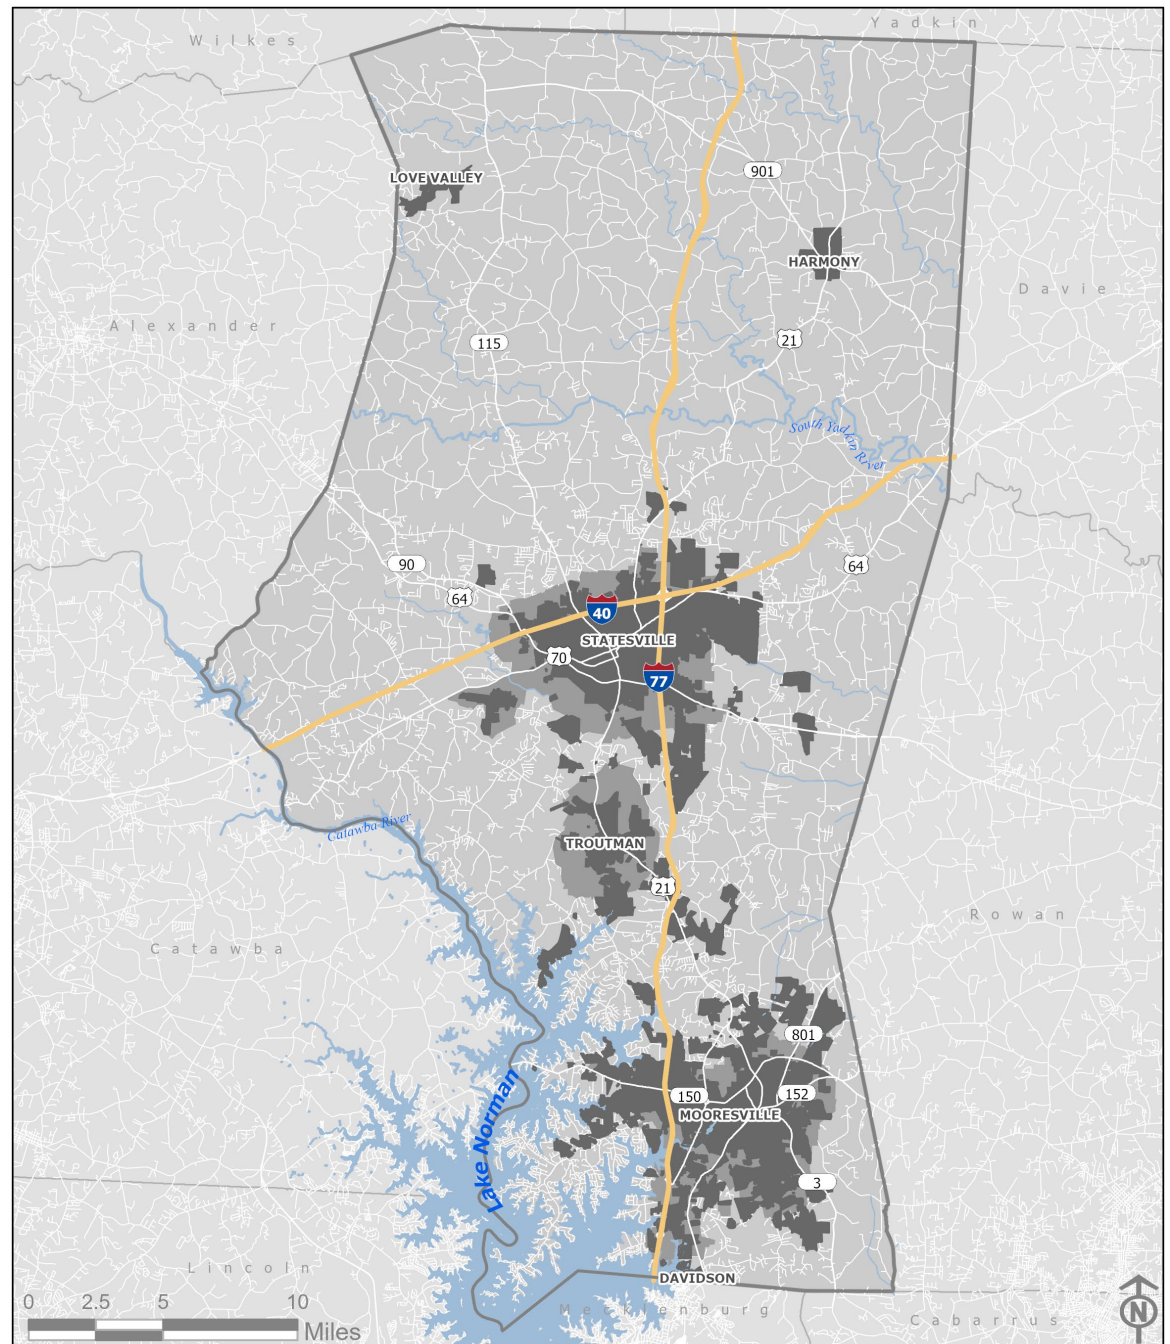 Yadkin
Wilkes
901
LOVE VALLEY
HARMONY
Davie
Alexander
21
115
South Yadkin River
90
64
64
40
STATESVILLE
70
77
Catawba River
TROUTMAN
21
Rowan
Catawba
801
Lake Norman
150
152
MOORESVILLE
3
Lincoln
DAVIDSON
Mecklenburg
Cabarrus
0 2.5 5 10
Miles
N